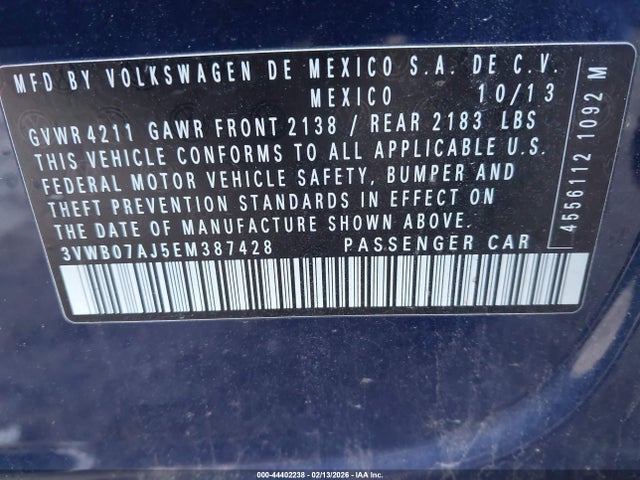 MFD BY VOLKSWAGEN DE MEXICO S.A. DE C.V.
MEXICO 10/13
GVWR 4211 GAWR FRONT 2138 / REAR 2183 LBS
THIS VEHICLE CONFORMS TO ALL APPLICABLE U.S.
FEDERAL MOTOR VEHICLE SAFETY, BUMPER AND
THEFT PREVENTION STANDARDS IN EFFECT ON
THE DATE OF MANUFACTURE SHOWN ABOVE.
3VWB07AJ5EM387428 PASSENGER CAR
4556112 1092 M
000-44402238 - 02/13/2026 - IAA Inc.